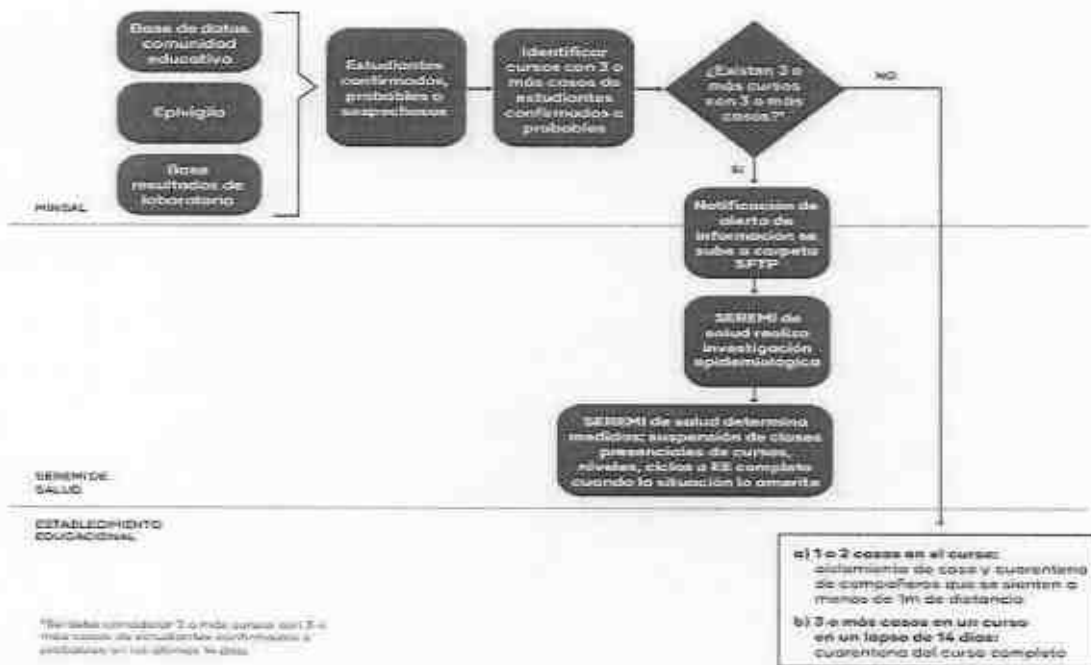 Base de datos
comunidad
educativa
Epivigila
Base
resultados de
laboratorio
MINSAL
Estudiantes
confirmados,
probables o
sospechosos
Identificar
cursos con 3 o
más casos de
estudiantes
confirmados o
probables
¿Existen 3 o
más cursos
con 3 o más
casos?*
NO
SI
Notificación de
alerta de
información se
sube a carpeta
SFTP
SEREMI de
salud realiza
investigación
epidemiológica
SEREMI de salud determina
medidas: suspensión de clases
presenciales de cursos,
niveles, ciclos o EE completo
cuando la situación lo amerite
SEREMI DE
SALUD
ESTABLECIMIENTO
EDUCACIONAL
a) 1 o 2 casos en el curso:
aislamiento de caso y cuarentena
de compañeros que se sienten a
menos de 1m de distancia
b) 3 o más casos en un curso
en un lapso de 14 días:
cuarentena del curso completo
*Se debe considerar 3 o más cursos con 3 o
más casos de estudiantes confirmados o
probables en los últimos 14 días